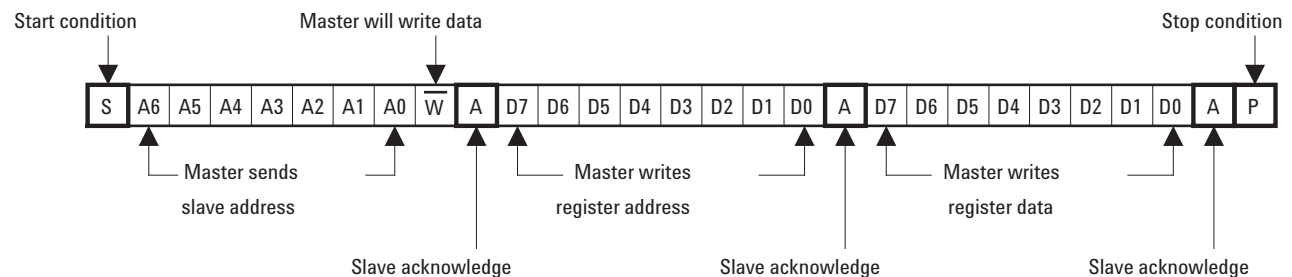 Start condition Master will write data Stop condition
S A6 A5 A4 A3 A2 A1 A0 W̅ A D7 D6 D5 D4 D3 D2 D1 D0 A D7 D6 D5 D4 D3 D2 D1 D0 A P
Master sends Master writes Master writes
slave address register address register data
Slave acknowledge Slave acknowledge Slave acknowledge